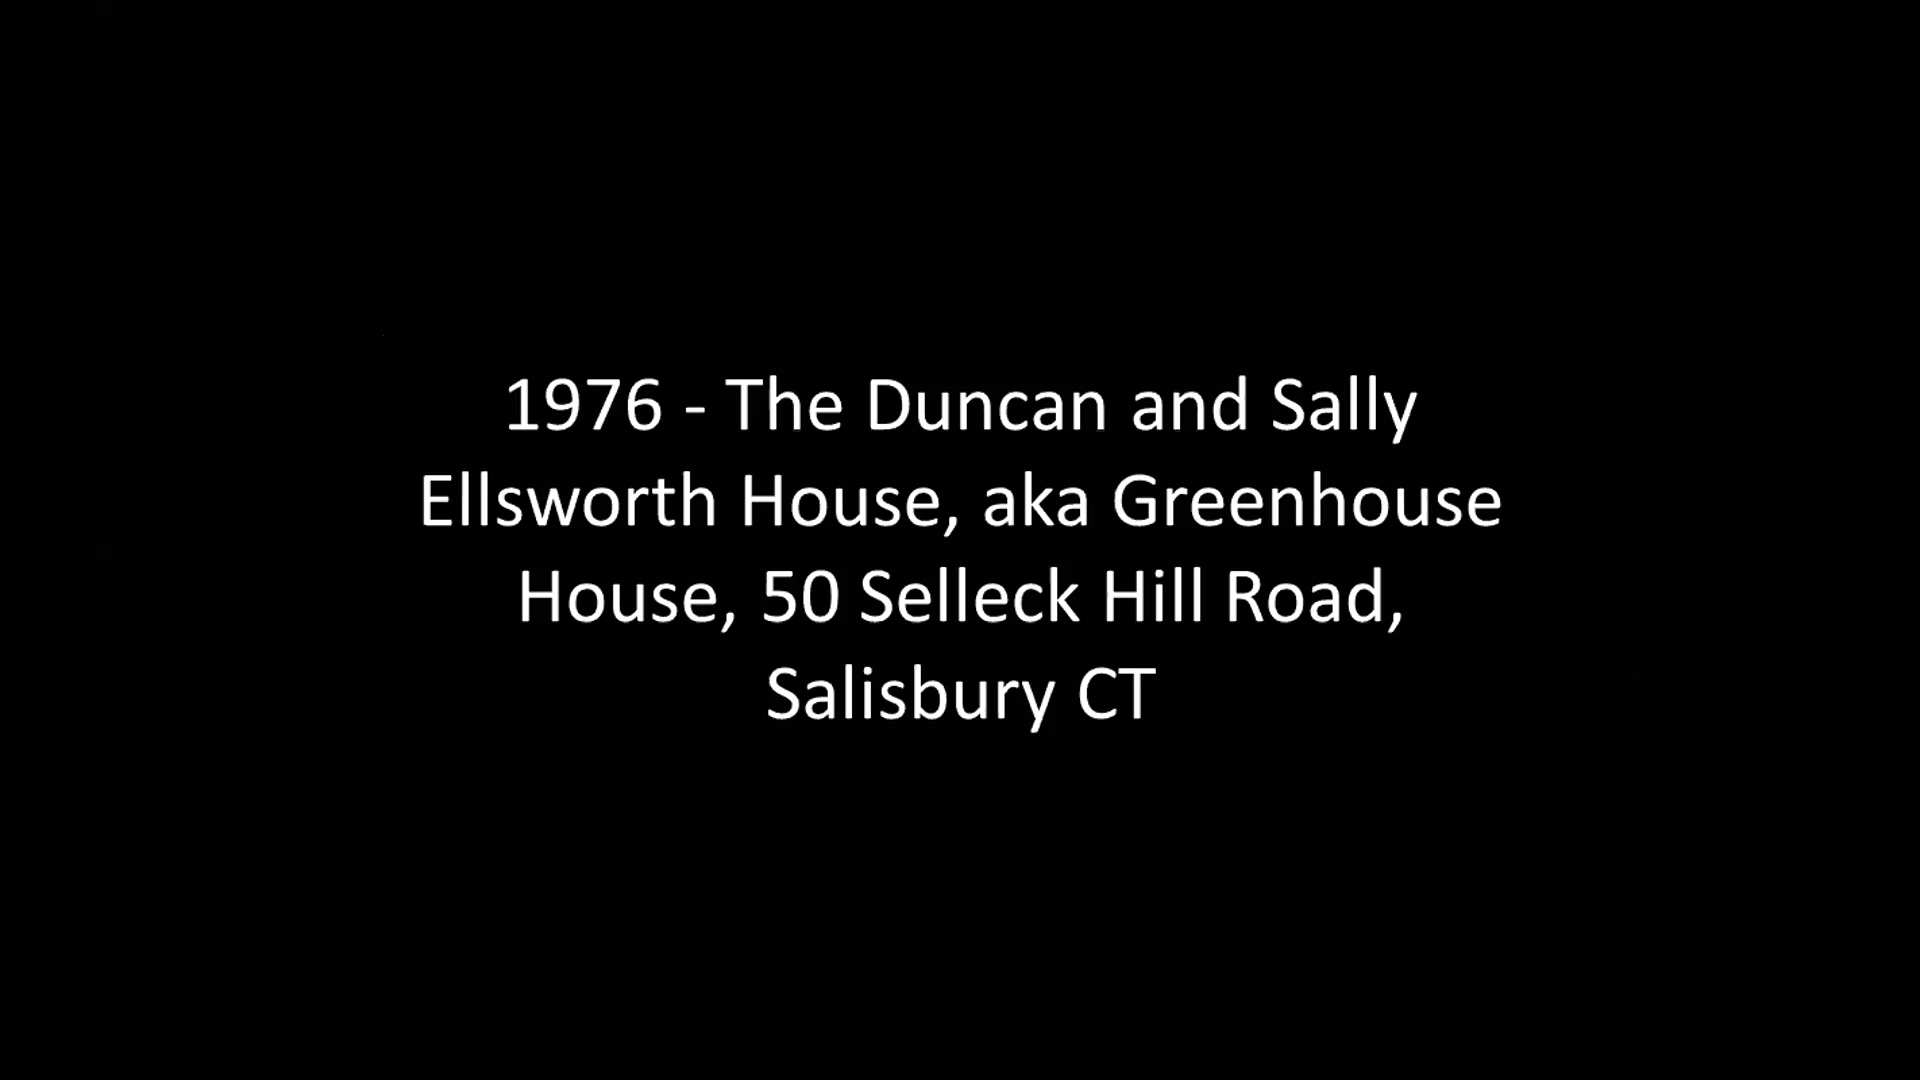 1976 - The Duncan and Sally
Ellsworth House, aka Greenhouse
House, 50 Selleck Hill Road,
Salisbury CT